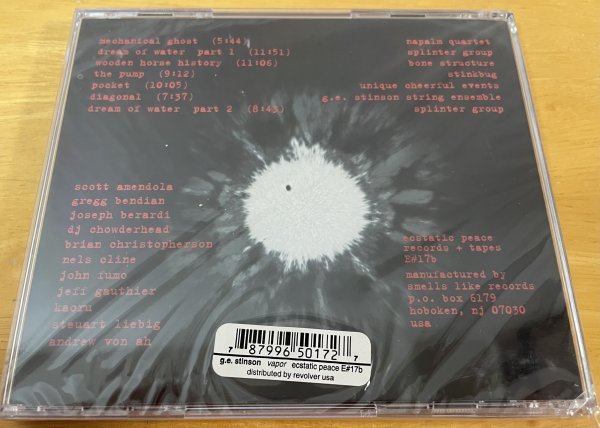 mechanical ghost (5:44) napalm quartet
dream of water part 1 (11:51) splinter group
wooden horse history (11:06) bone structure
the pump (9:12) stinkbug
pocket (10:05) unique cheerful events
diagonal (7:37) g.e. stinson string ensemble
dream of water part 2 (8:43) splinter group
scott amendola
gregg bendian
joseph berardi
dj chowderhead
brian christopherson
nels cline
john fumo
jeff gauthier
kaoru
steuart liebig
andrew von ah
ecstatic peace
records + tapes
E#17b
manufactured by
smells like records
p.o. box 6179
hoboken, nj 07030
usa
7 87996 50172 7
g.e. stinson vapor ecstatic peace E#17b
distributed by revolver usa